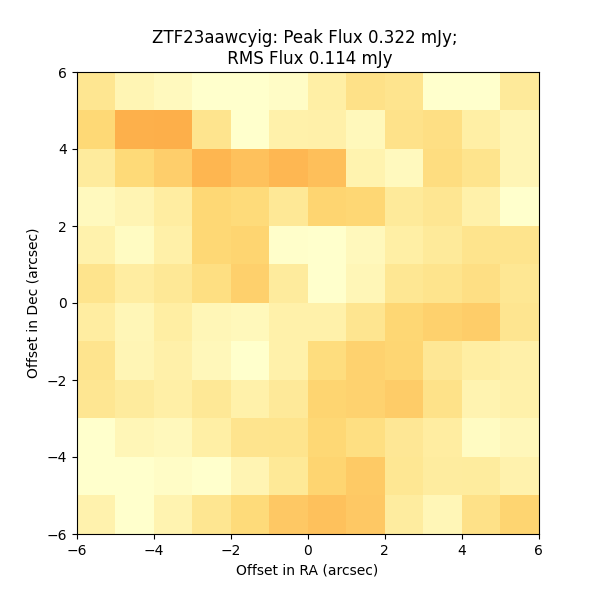 ZTF23aawcyig: Peak Flux 0.322 mJy;
RMS Flux 0.114 mJy
6
4
2
0
−2
−4
−6
Offset in Dec (arcsec)
−6 −4 −2 0 2 4 6
Offset in RA (arcsec)